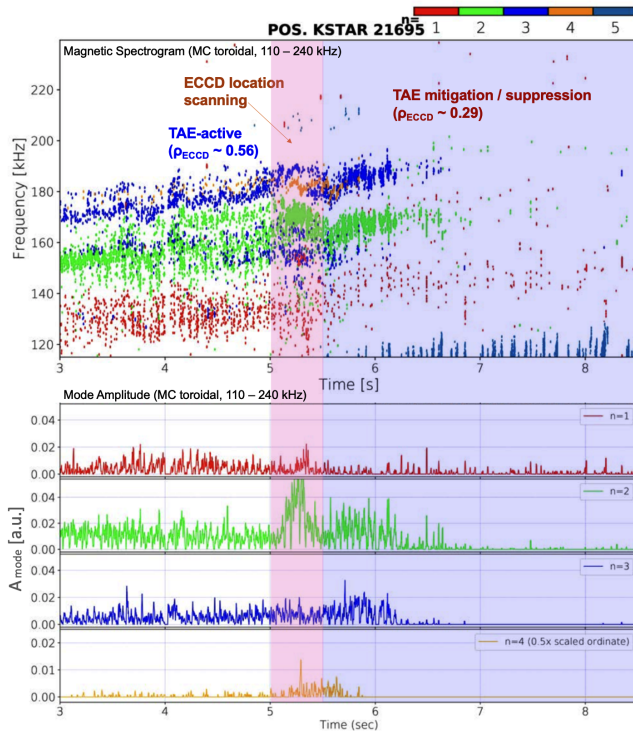 POS. KSTAR 21695
n= 1 2 3 4 5
Magnetic Spectrogram (MC toroidal, 110 – 240 kHz)
ECCD location
scanning
TAE mitigation / suppression
(ρECCD ~ 0.29)
TAE-active
(ρECCD ~ 0.56)
Frequency [kHz]
220
200
180
160
140
120
3 4 5 6 7 8
Time [s]
Mode Amplitude (MC toroidal, 110 – 240 kHz)
A mode [a.u.]
0.04
0.02
0.00
n=1
0.04
0.02
0.00
n=2
0.04
0.02
0.00
n=3
0.02
0.01
0.00
n=4 (0.5x scaled ordinate)
3 4 5 6 7 8
Time (sec)